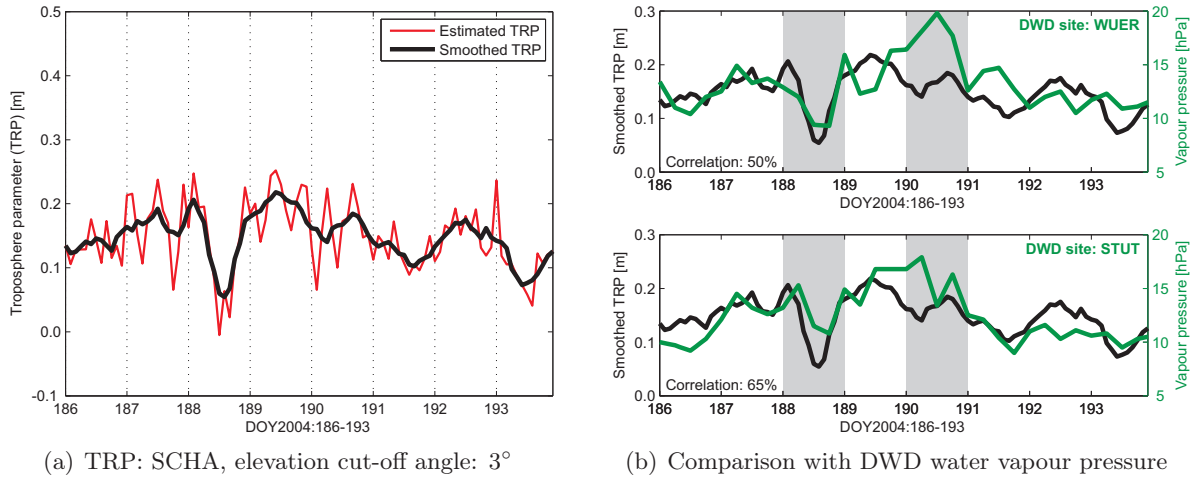 0.5
0.4
0.3
0.2
0.1
0.0
-0.1
Troposphere parameter (TRP) [m]
Estimated TRP
Smoothed TRP
186 187 188 189 190 191 192 193
DOY2004:186-193
(a) TRP: SCHA, elevation cut-off angle: 3°
0.3
0.2
0.1
0.0
Smoothed TRP [m]
DWD site: WUER
Correlation: 50%
20
15
10
5
Vapour pressure [hPa]
186 187 188 189 190 191 192 193
DOY2004:186-193
0.3
0.2
0.1
0.0
Smoothed TRP [m]
DWD site: STUT
Correlation: 65%
20
15
10
5
Vapour pressure [hPa]
186 187 188 189 190 191 192 193
DOY2004:186-193
(b) Comparison with DWD water vapour pressure